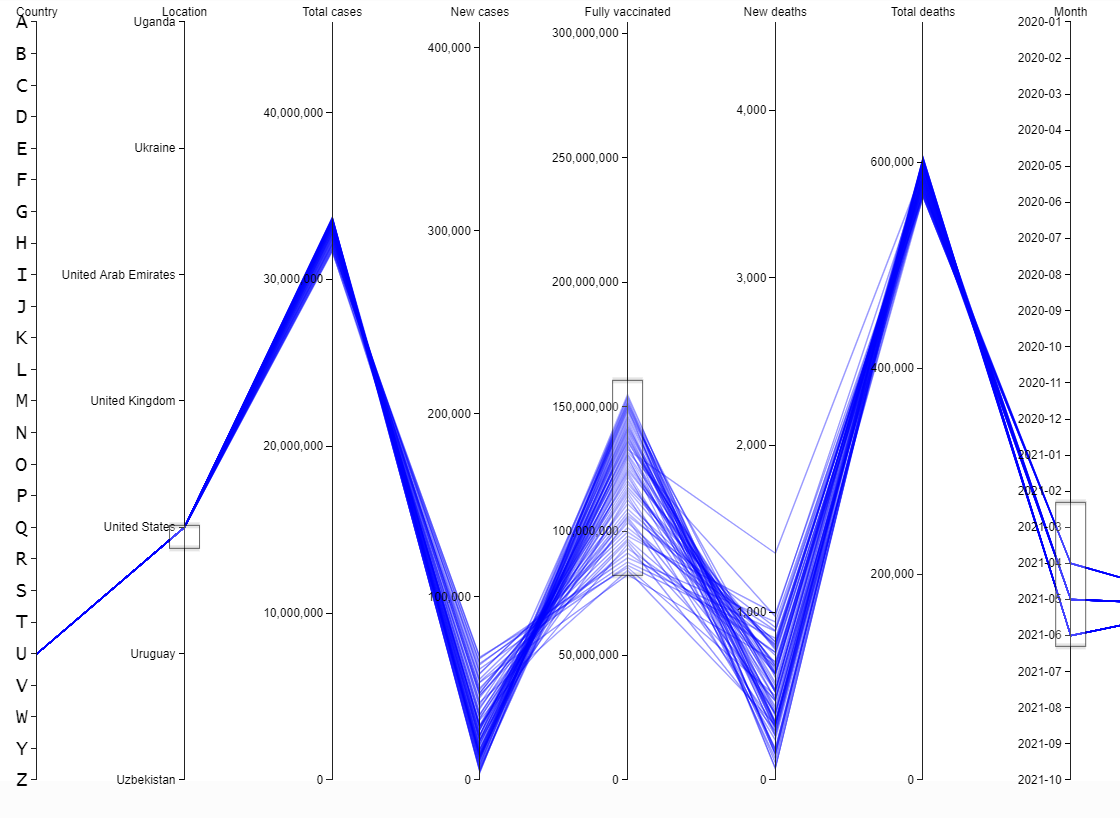 Country
Location
Total cases
New cases
Fully vaccinated
New deaths
Total deaths
Month
A
B
C
D
E
F
G
H
I
J
K
L
M
N
O
P
Q
R
S
T
U
V
W
Y
Z
Uganda
Ukraine
United Arab Emirates
United Kingdom
United States
Uruguay
Uzbekistan
40,000,000
30,000,000
20,000,000
10,000,000
0
400,000
300,000
200,000
100,000
0
300,000,000
250,000,000
200,000,000
150,000,000
100,000,000
50,000,000
0
4,000
3,000
2,000
1,000
0
600,000
400,000
200,000
0
2020-01
2020-03
2020-04
2020-05
2020-06
2020-07
2020-08
2020-09
2020-10
2020-11
2020-12
2021-01
2021-02
2021-03
2021-04
2021-05
2021-06
2021-07
2021-08
2021-09
2021-10